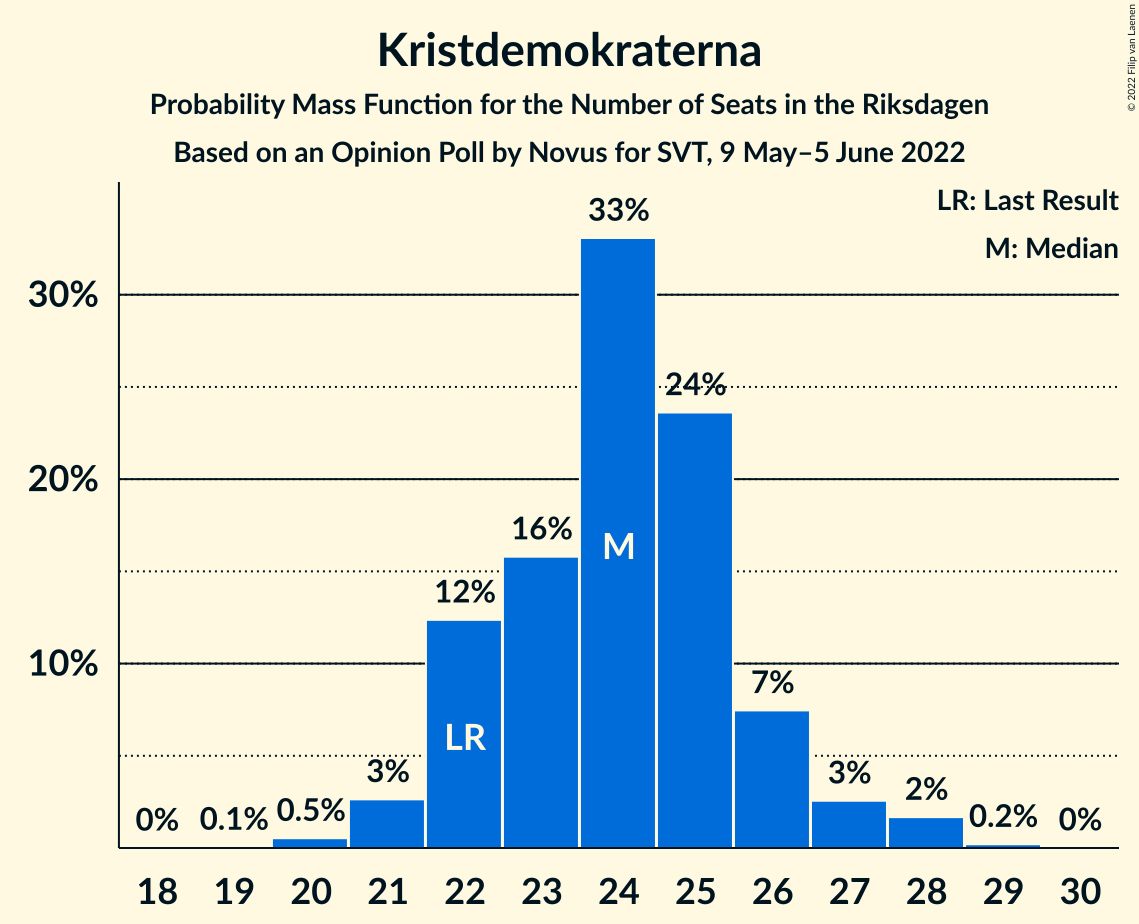 Kristdemokraterna
Probability Mass Function for the Number of Seats in the Riksdagen
Based on an Opinion Poll by Novus for SVT, 9 May–5 June 2022
© 2022 Filip van Laenen
LR: Last Result
M: Median
30%
20%
10%
0%
0.1%
0.5%
3%
12%
16%
33%
24%
7%
3%
2%
0.2%
0%
LR
M
18 19 20 21 22 23 24 25 26 27 28 29 30